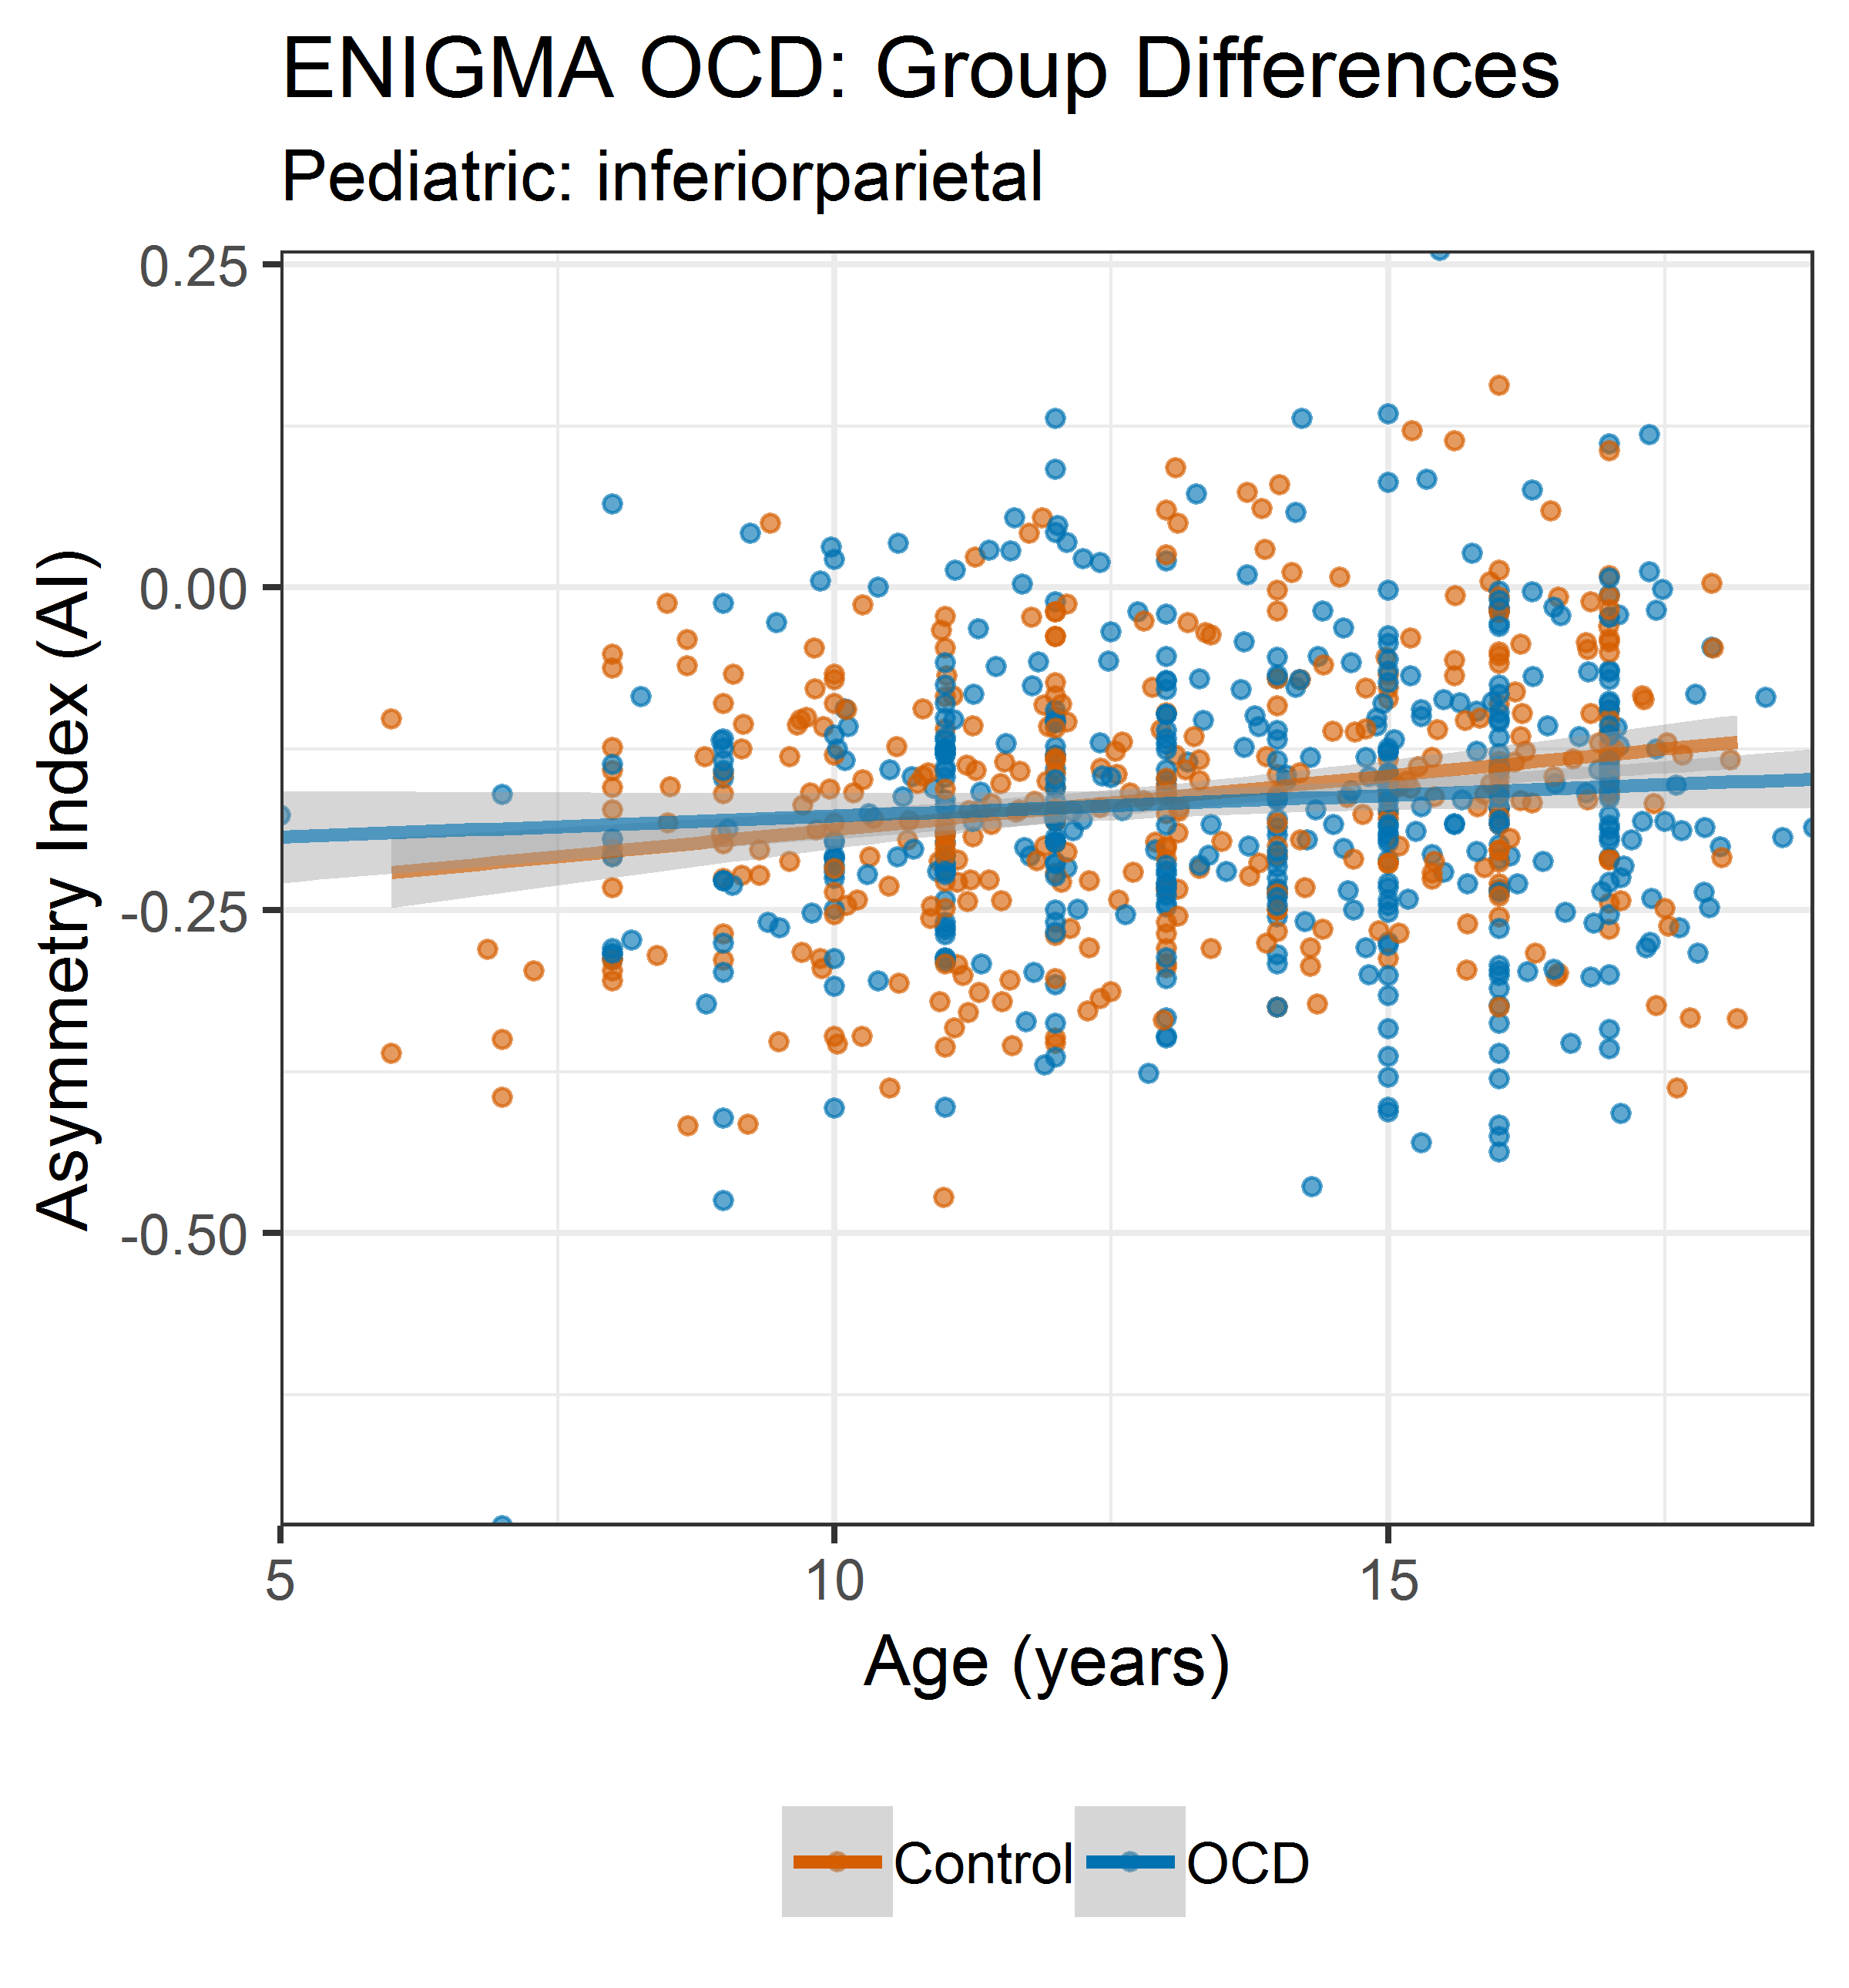 ENIGMA OCD: Group Differences
Pediatric: inferiorparietal
0.25
0.00
-0.25
-0.50
Asymmetry Index (AI)
5 10 15
Age (years)
Control OCD